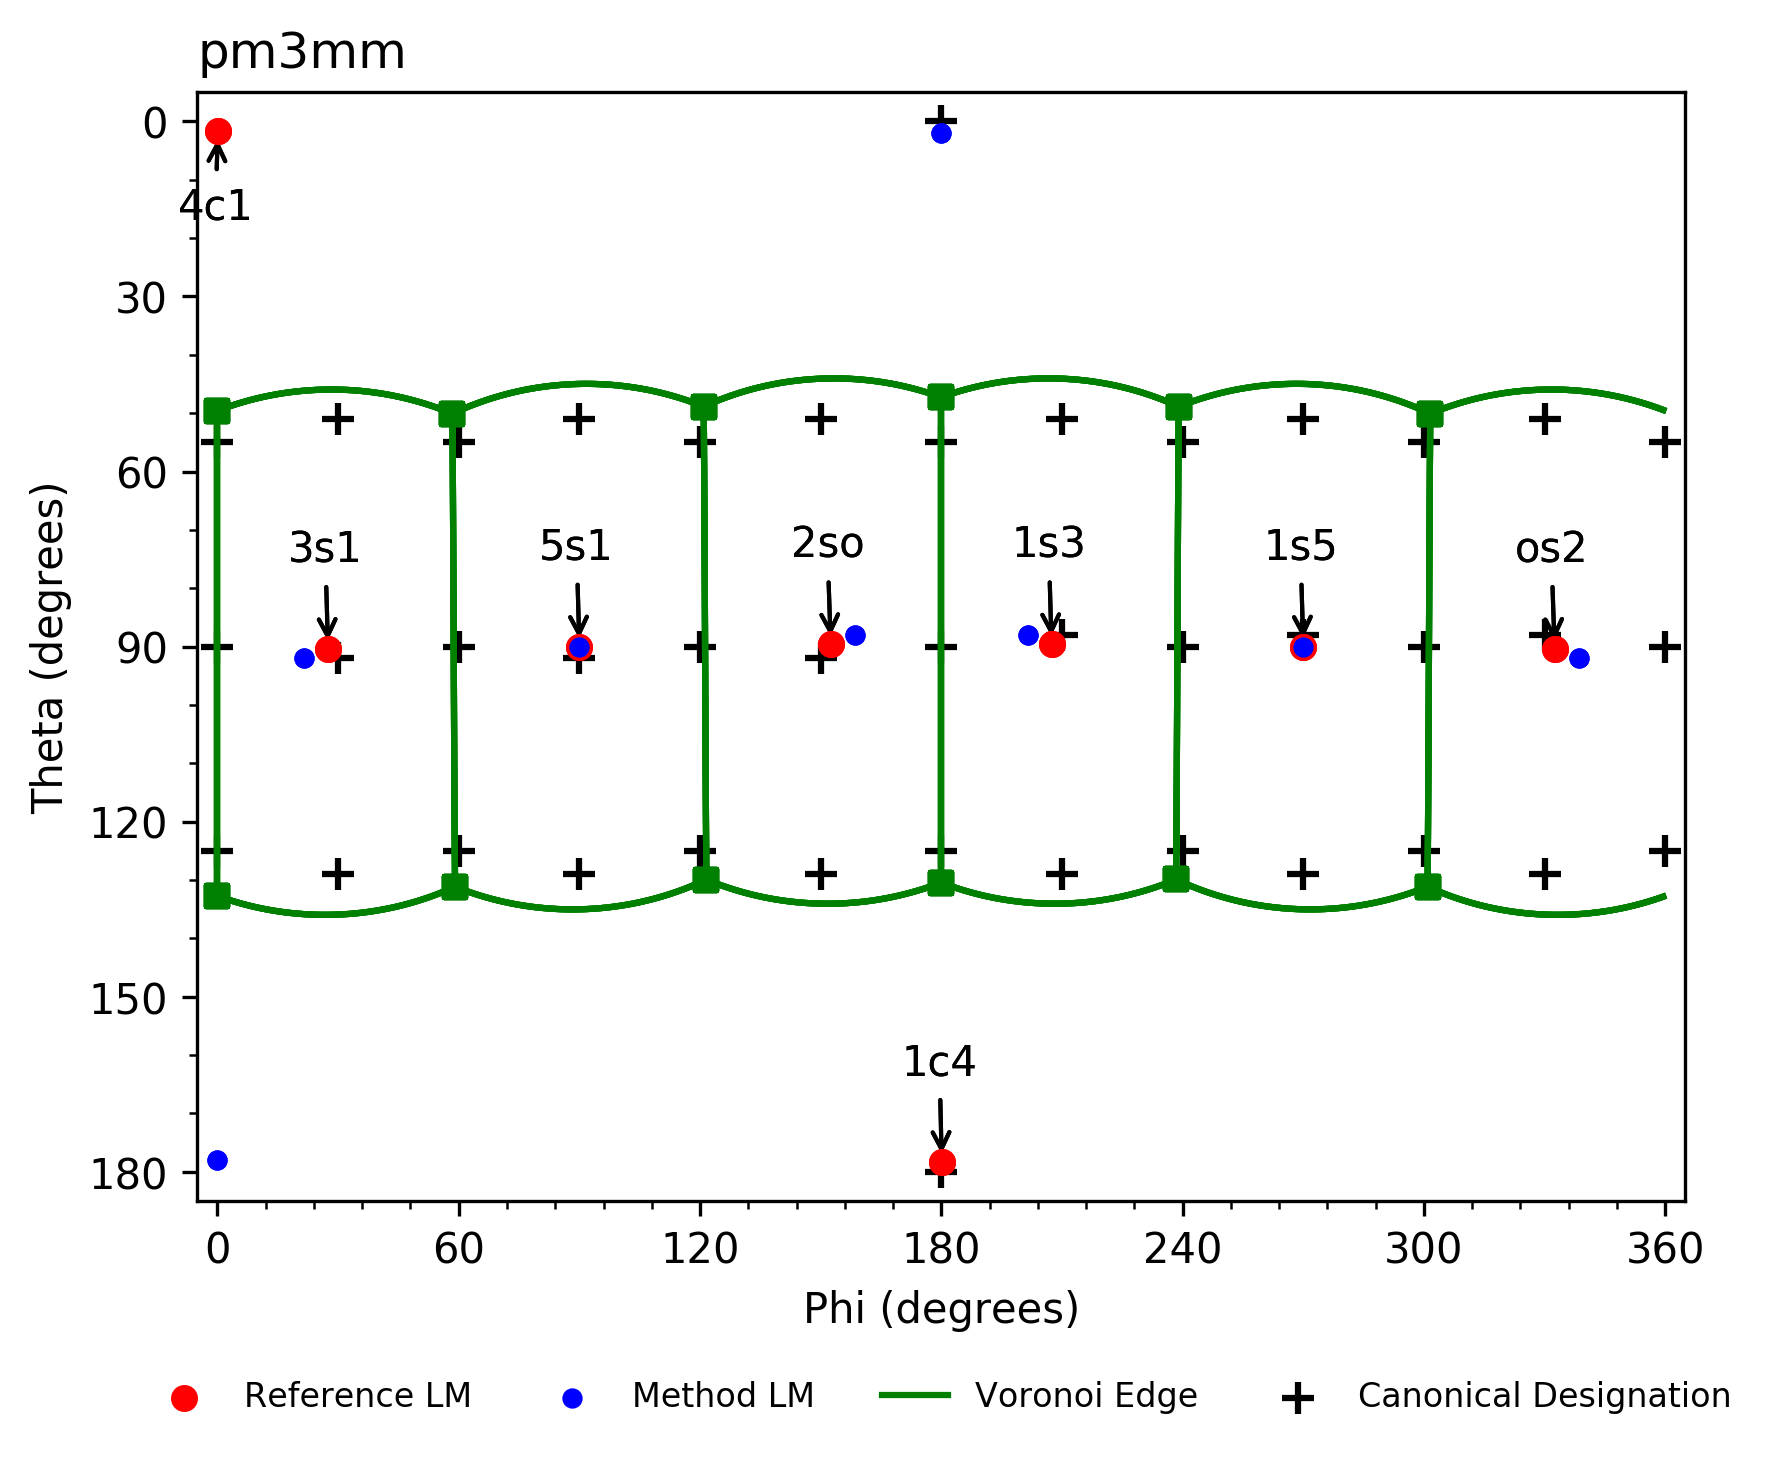 pm3mm
0
4c1
30
60
3s1 5s1 2so 1s3 1s5 os2
90
120
150
1c4
180
Theta (degrees)
0 60 120 180 240 300 360
Phi (degrees)
Reference LM Method LM Voronoi Edge Canonical Designation